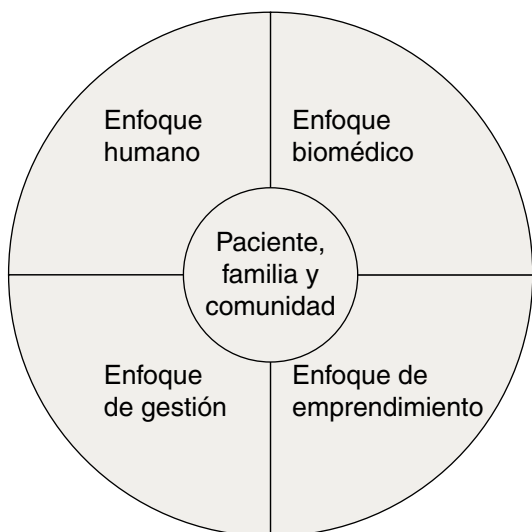 Enfoque
humano
Enfoque
biomédico
Paciente,
familia y
comunidad
Enfoque
de gestión
Enfoque de
emprendimiento